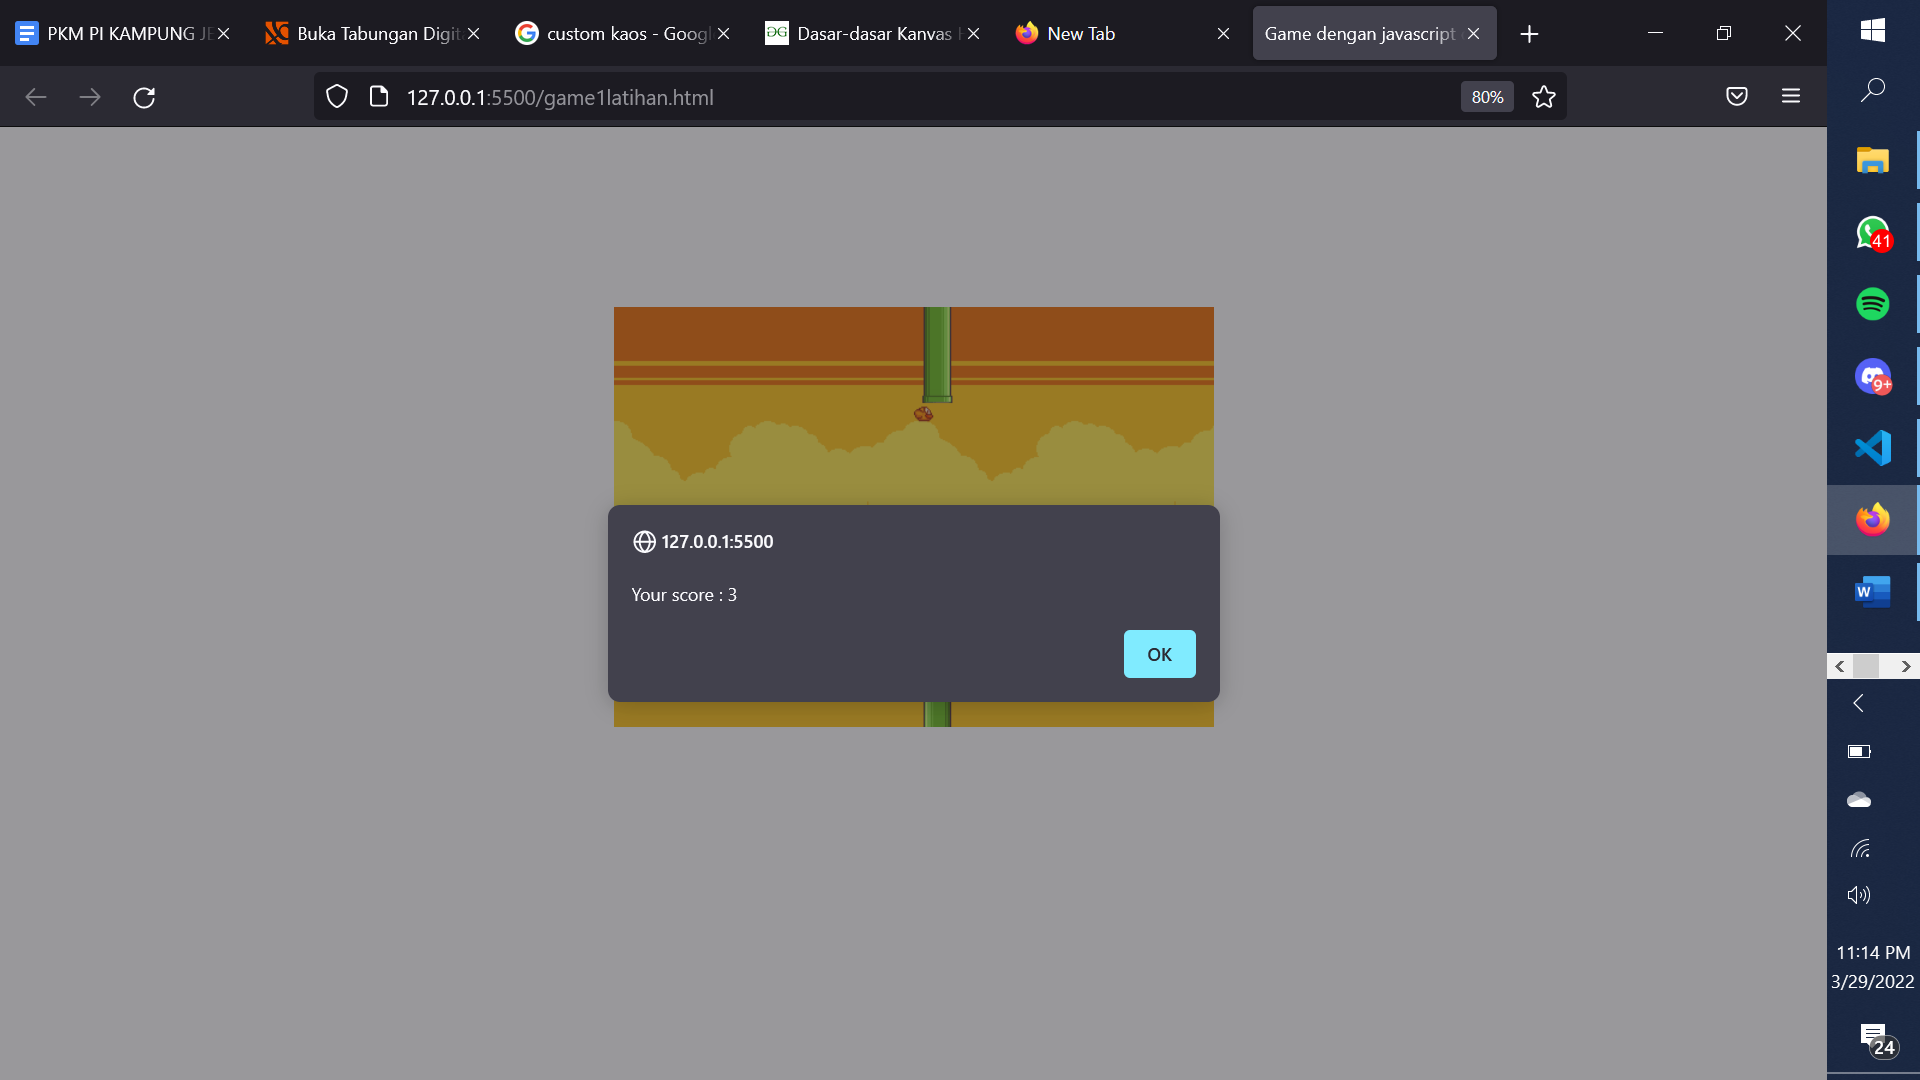 PKM PI KAMPUNG JE
Buka Tabungan Digit
custom kaos - Googl
Dasar-dasar Kanvas
New Tab
Game dengan javascript
127.0.0.1:5500/game1latihan.html
80%
127.0.0.1:5500
Your score : 3
OK
41
9+
W
11:14 PM
3/29/2022
24